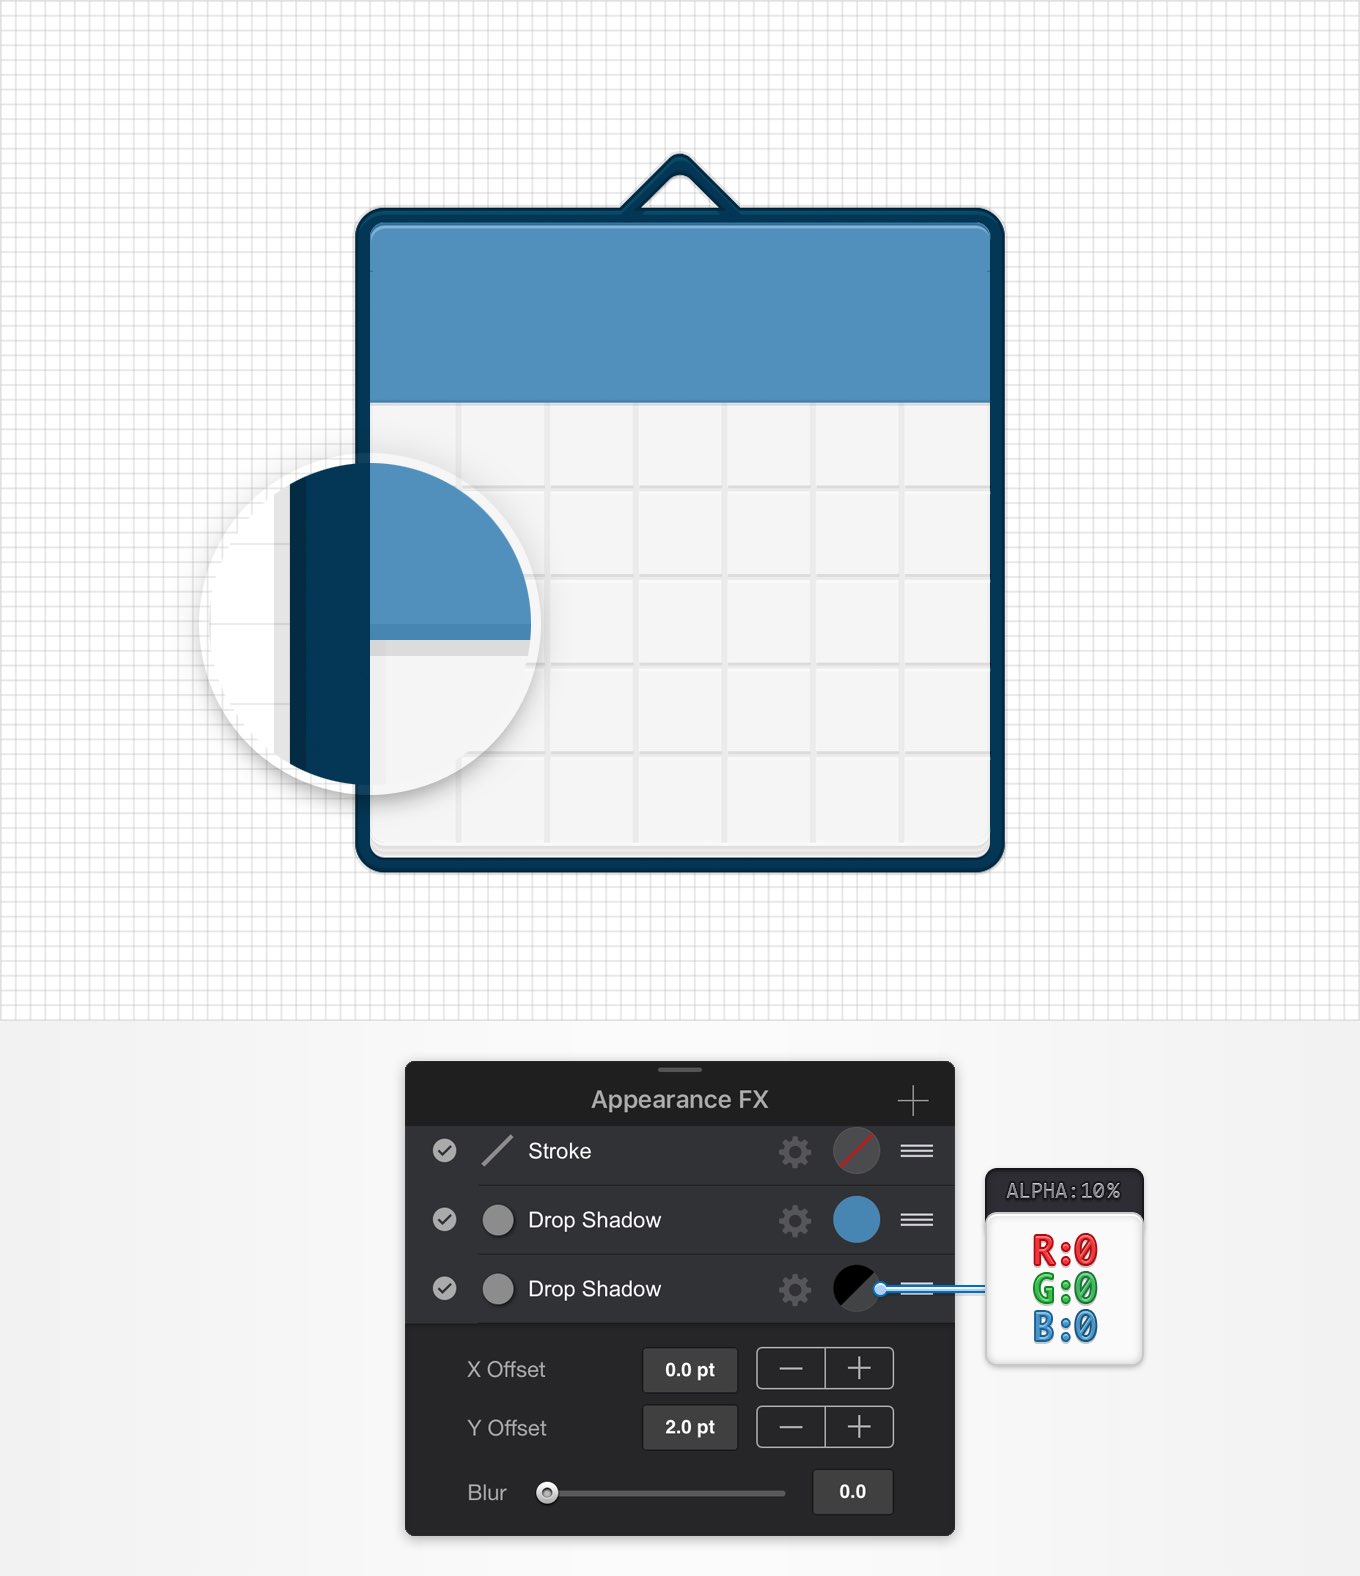 Appearance FX
Stroke
Drop Shadow
Drop Shadow
ALPHA:10%
R:0
G:0
B:0
X Offset 0.0 pt
Y Offset 2.0 pt
Blur 0.0